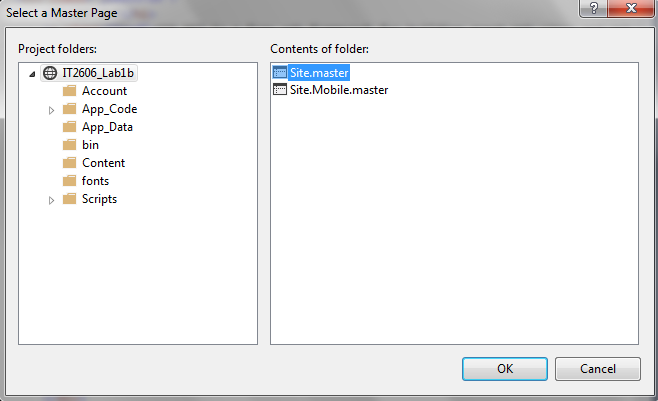 Select a Master Page
?
Project folders:
Contents of folder:
IT2606_Lab1b
Account
App_Code
App_Data
bin
Content
fonts
Scripts
Site.master
Site.Mobile.master
OK
Cancel